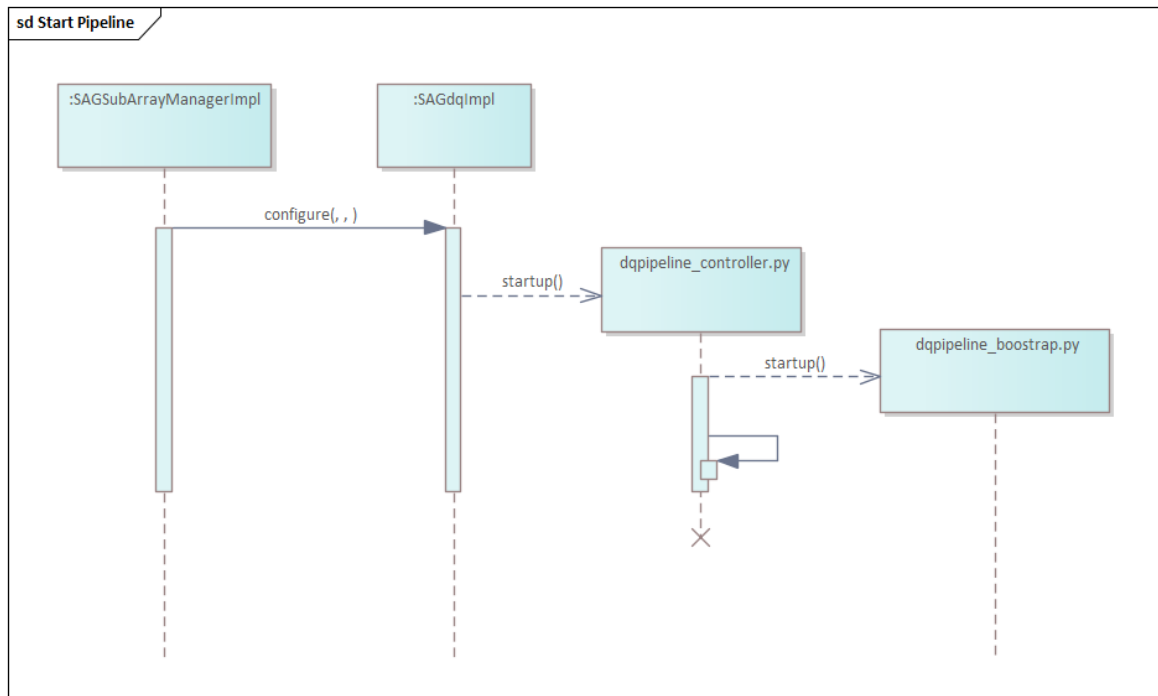 sd Start Pipeline
:SAGSubArrayManagerImpl
:SAGdqImpl
configure(, , )
dqpipeline_controller.py
startup()
dqpipeline_boostrap.py
startup()